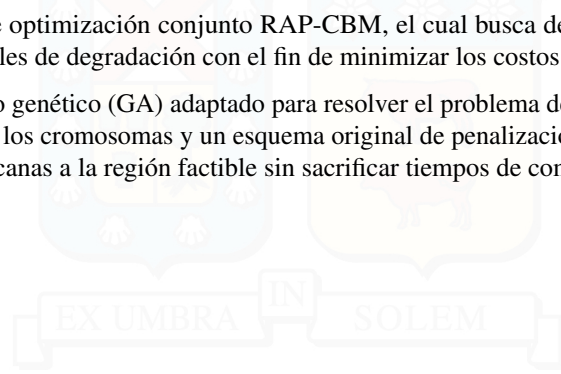 e optimización conjunto RAP-CBM, el cual busca de
les de degradación con el fin de minimizar los costos
o genético (GA) adaptado para resolver el problema de
los cromosomas y un esquema original de penalizació
canas a la región factible sin sacrificar tiempos de con
EX UMBRA IN SOLEM